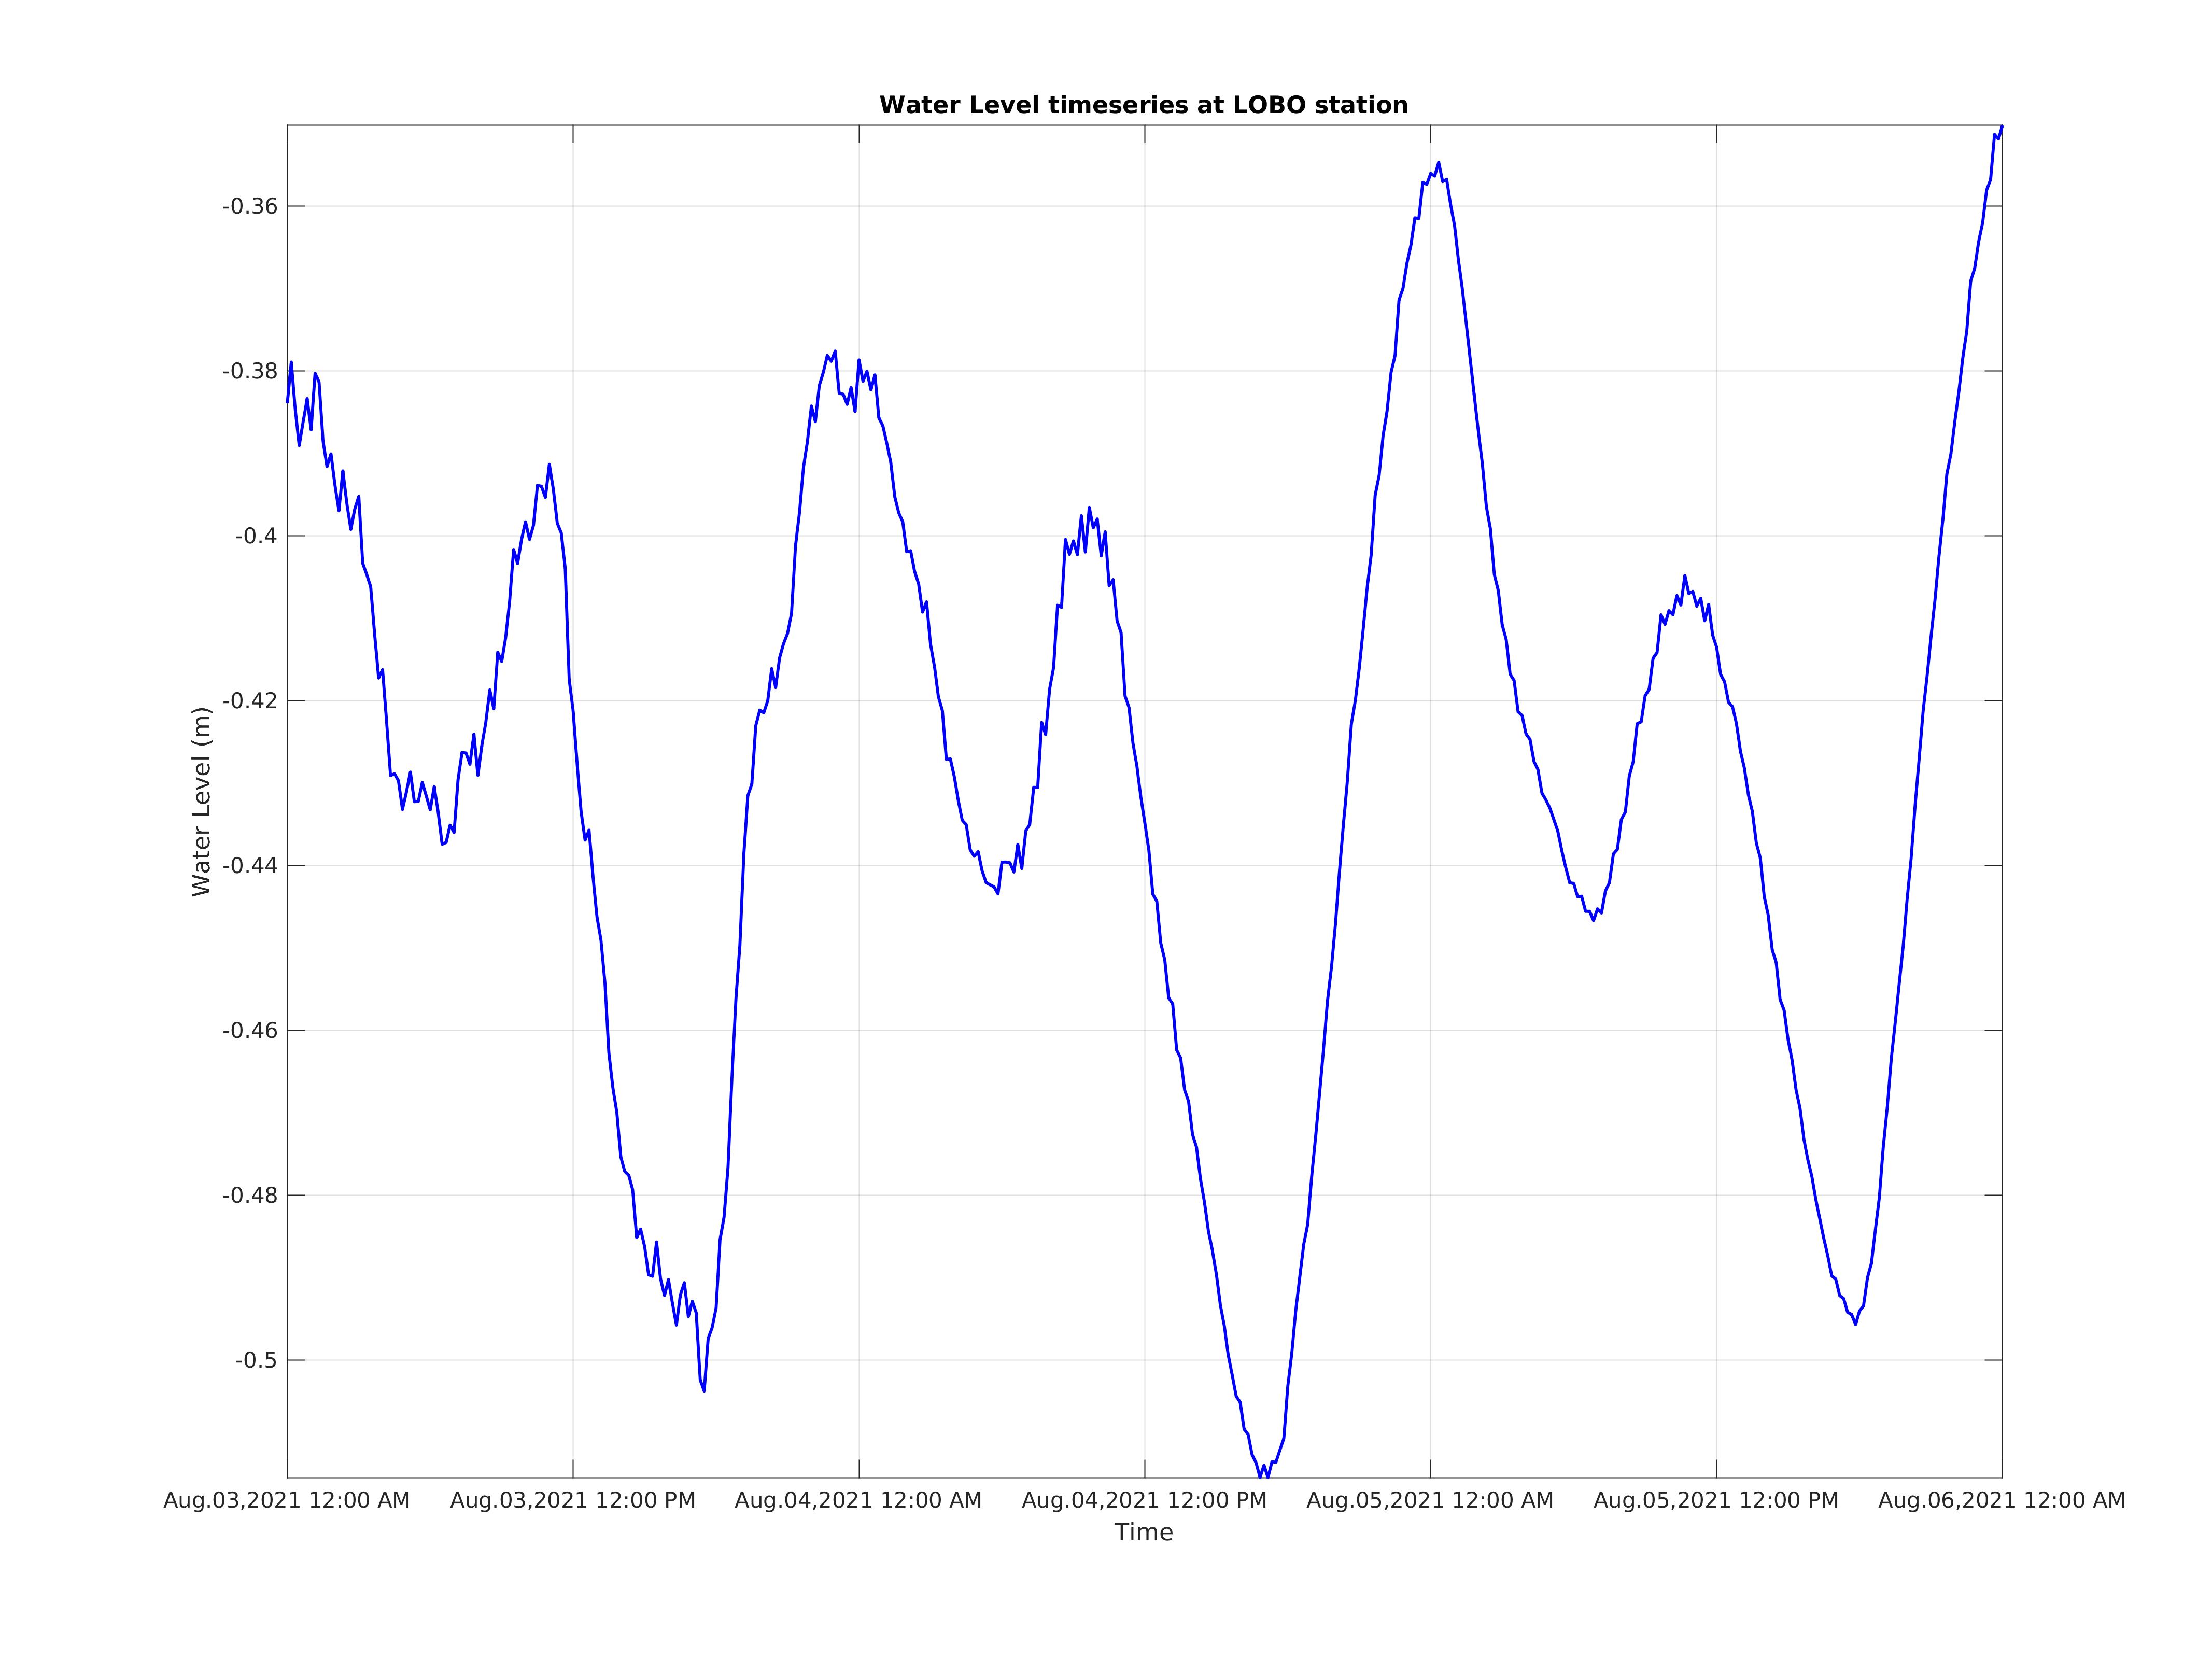 Water Level timeseries at LOBO station
-0.36
-0.38
-0.4
-0.42
-0.44
-0.46
-0.48
-0.5
Water Level (m)
Aug.03,2021 12:00 AM
Aug.03,2021 12:00 PM
Aug.04,2021 12:00 AM
Aug.04,2021 12:00 PM
Aug.05,2021 12:00 AM
Aug.05,2021 12:00 PM
Aug.06,2021 12:00 AM
Time